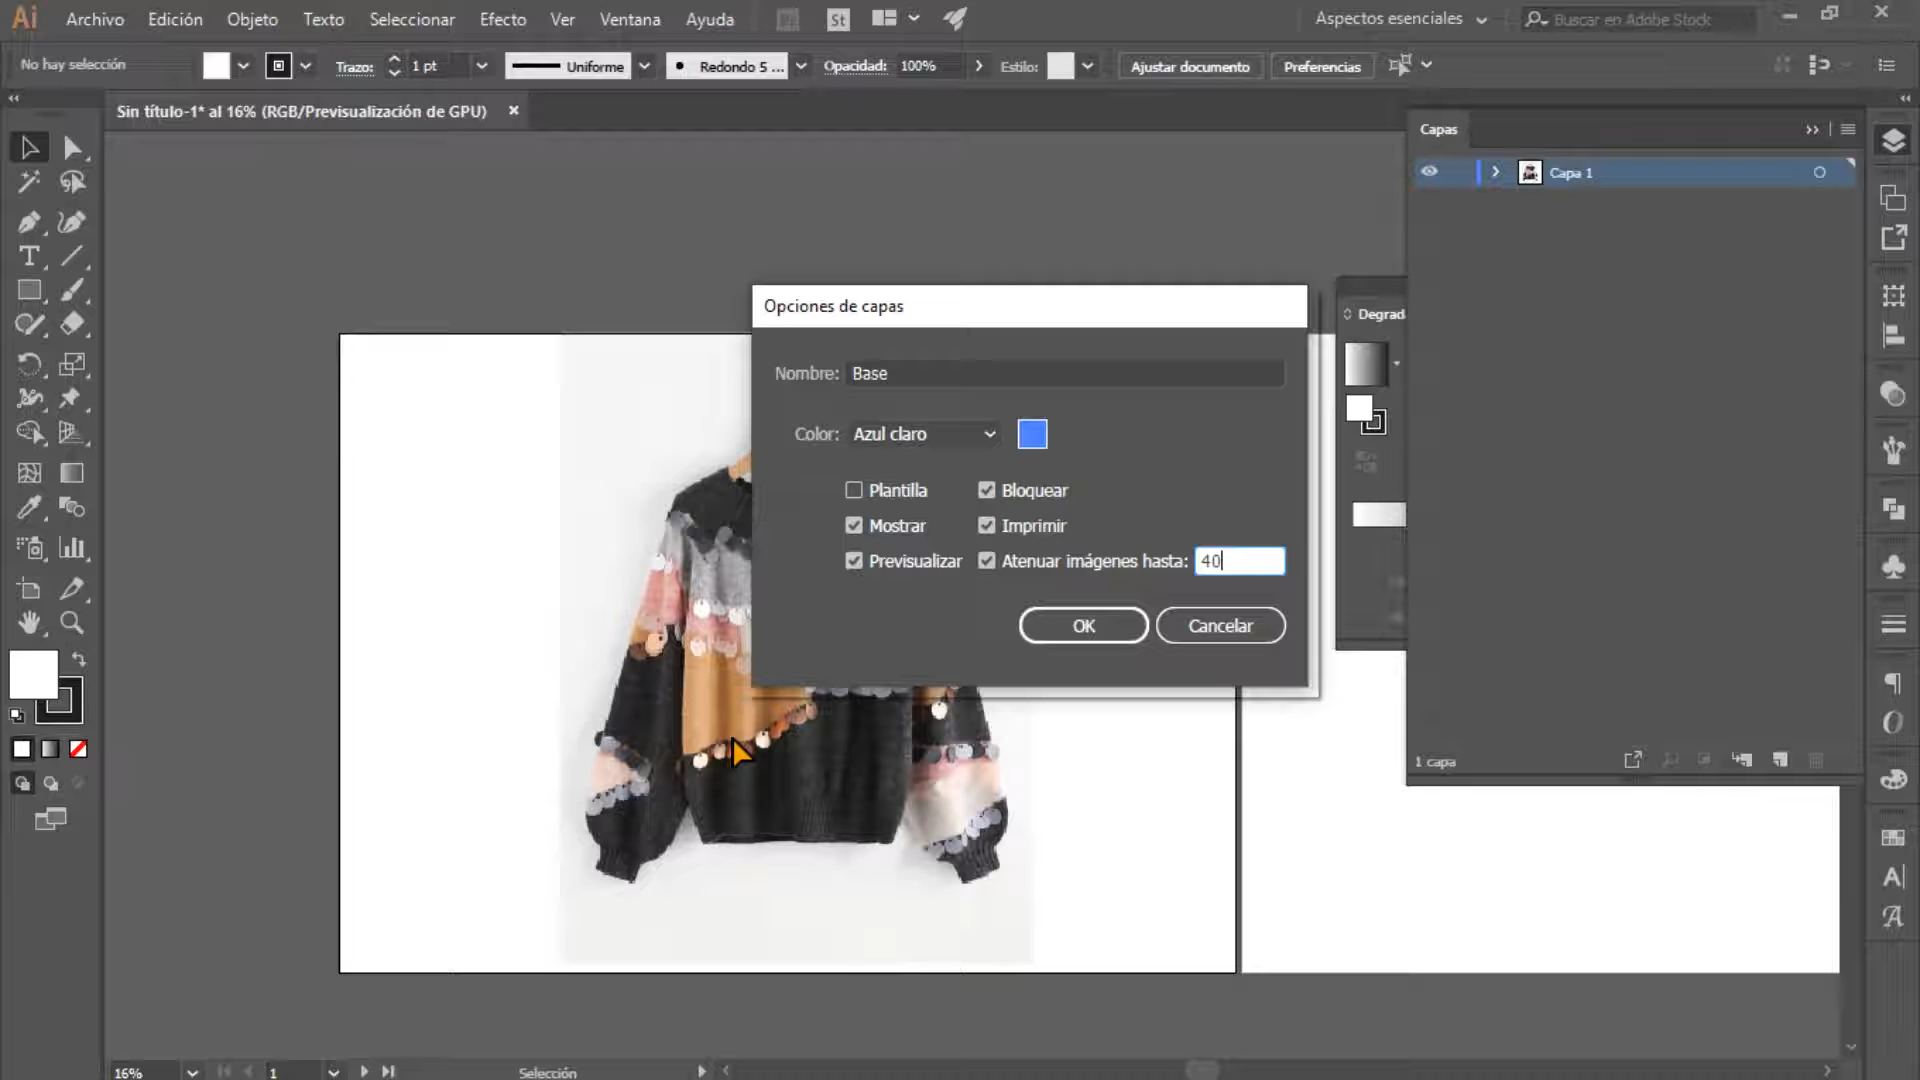 Ai Archivo Edición Objeto Texto Seleccionar Efecto Ver Ventana Ayuda St Aspectos esenciales Buscar en Adobe Stock
No hay selección Trazo: 1 pt Uniforme Redondo 5 ... Opacidad: 100% Estilo: Ajustar documento Preferencias
Sin título-1* al 16% (RGB/Previsualización de GPU)
Capas
Capa 1
Opciones de capas
Degrad
Nombre: Base
Color: Azul claro
Plantilla Bloquear
Mostrar Imprimir
Previsualizar Atenuar imágenes hasta: 40
OK Cancelar
1 capa
16% 1 Selección